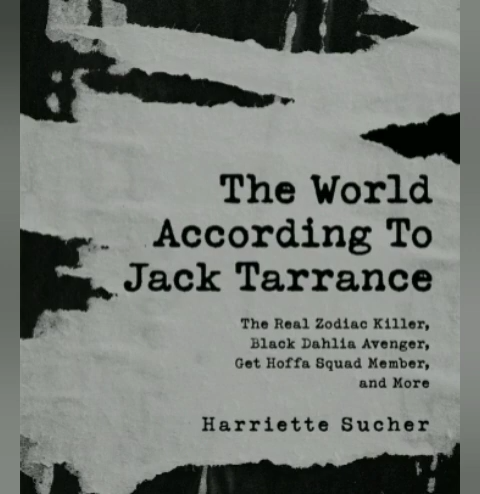 The World
According To
Jack Tarrance
The Real Zodiac Killer,
Black Dahlia Avenger,
Get Hoffa Squad Member,
and More
Harriette Sucher